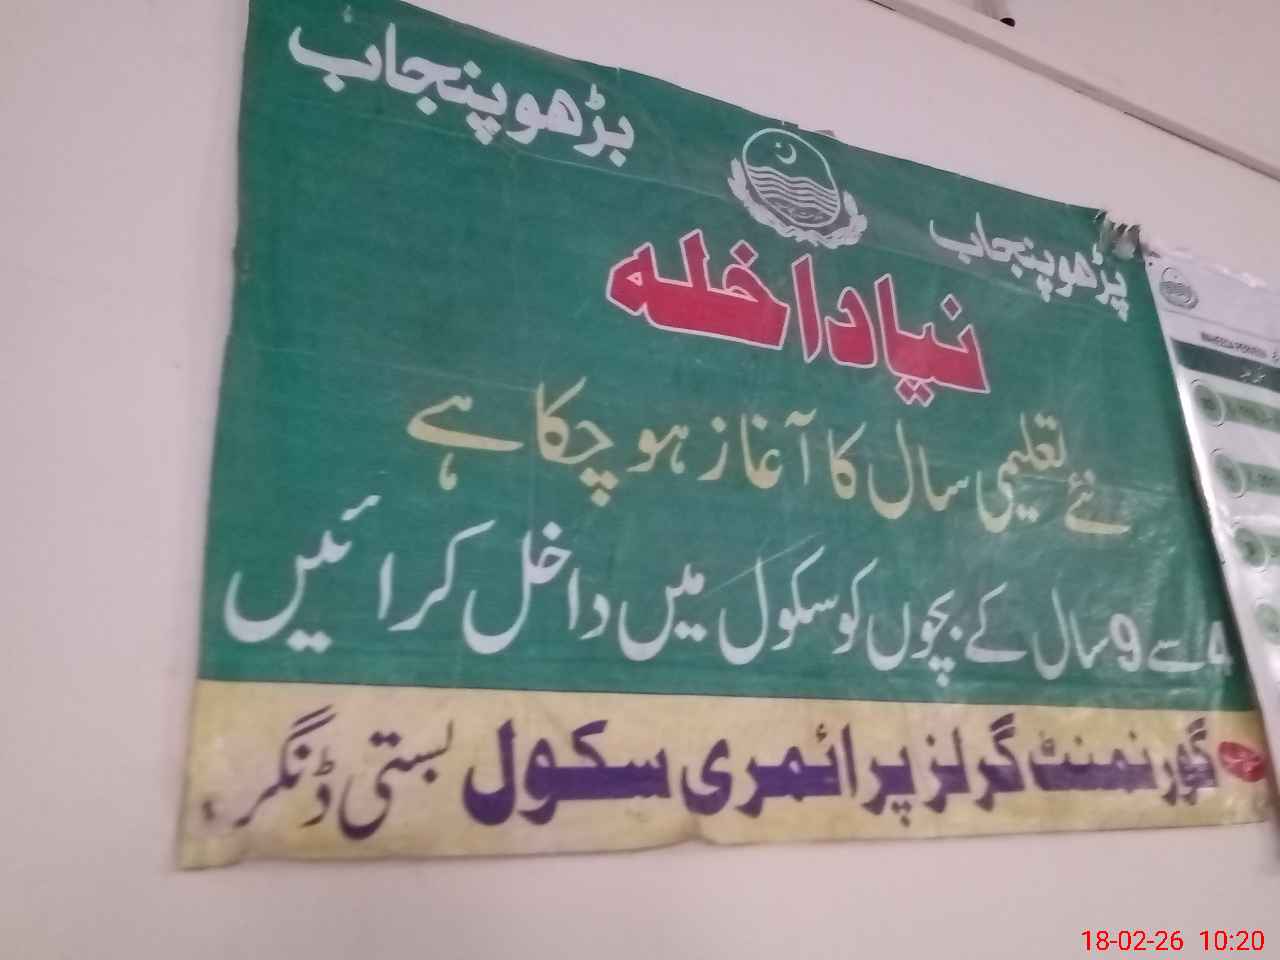 پڑھو پنجاب
بڑھو پنجاب
نیا داخلہ
نئے تعلیمی سال کا آغاز ہو چکا ہے
4 سے 9 سال کے بچوں کو سکول میں داخل کرائیں
گورنمنٹ گرلز پرائمری سکول بستی ڈنگر
18-02-26 10:20